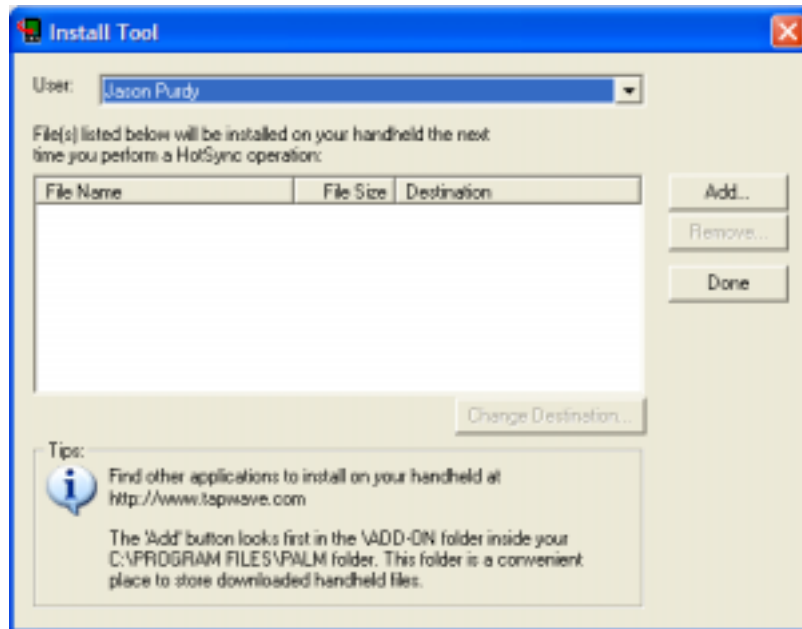 Install Tool
User: Jason Purdy
File(s) listed below will be installed on your handheld the next
time you perform a HotSync operation:
File Name File Size Destination
Add...
Remove...
Done
Change Destination...
Tips:
Find other applications to install on your handheld at
http://www.tapwave.com
The 'Add' button looks first in the \ADD-ON folder inside your
C:\PROGRAM FILES\PALM folder. This folder is a convenient
place to store downloaded handheld files.